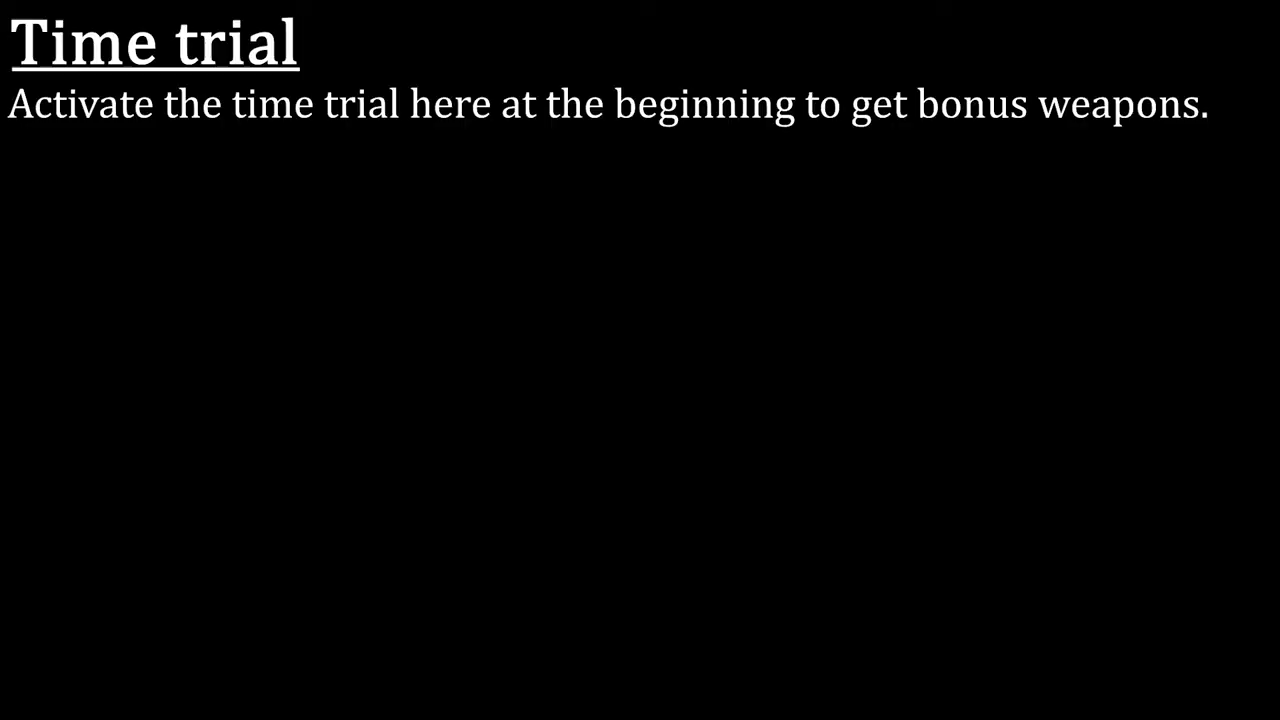 Time trial
Activate the time trial here at the beginning to get bonus weapons.